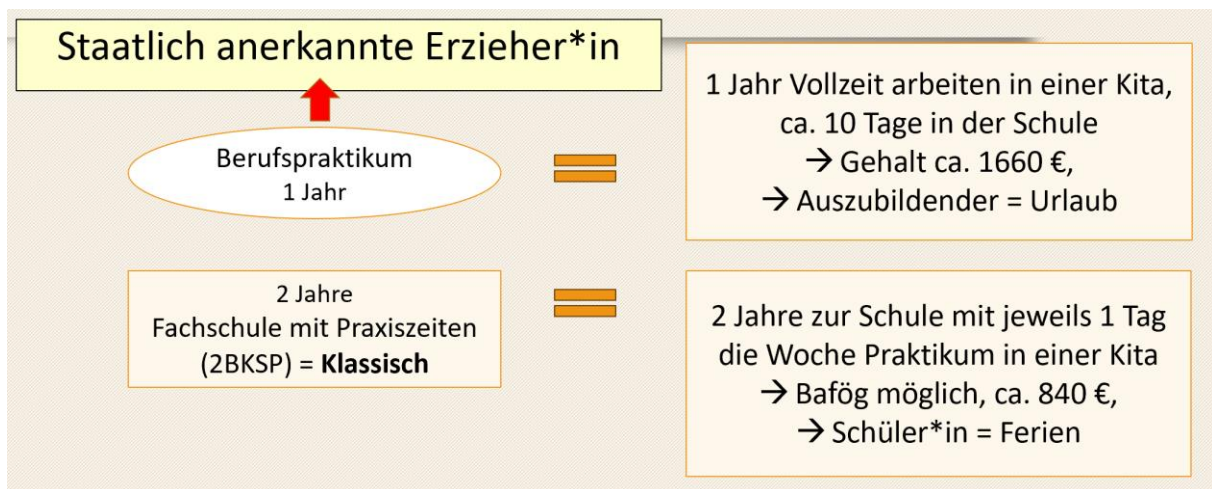 Staatlich anerkannte Erzieher*in
Berufspraktikum
1 Jahr
1 Jahr Vollzeit arbeiten in einer Kita,
ca. 10 Tage in der Schule
→ Gehalt ca. 1660 €,
→ Auszubildender = Urlaub
2 Jahre
Fachschule mit Praxiszeiten
(2BKSP) = Klassisch
2 Jahre zur Schule mit jeweils 1 Tag
die Woche Praktikum in einer Kita
→ Bafög möglich, ca. 840 €,
→ Schüler*in = Ferien